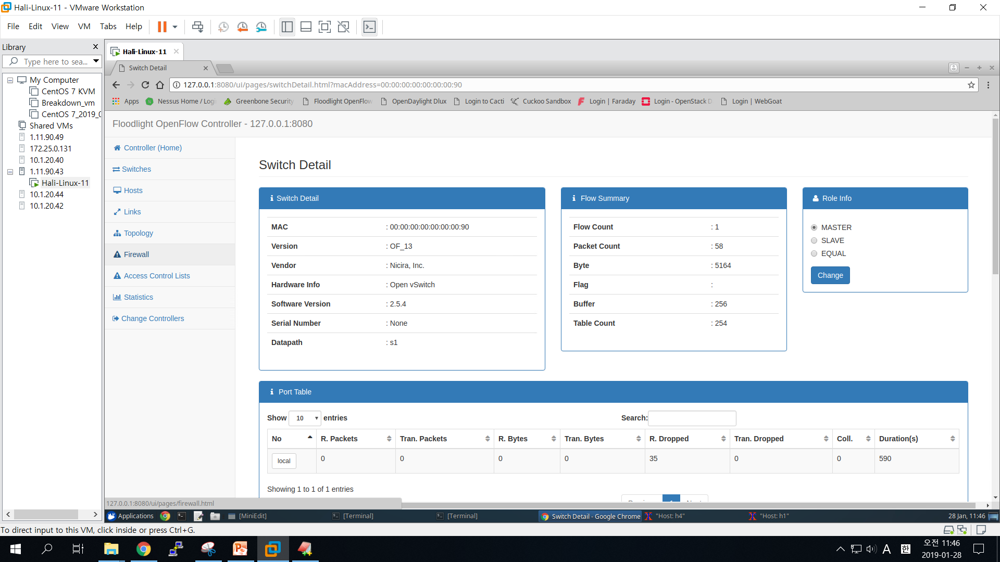 Hali-Linux-11 - VMware Workstation
File Edit View VM Tabs Help
Library
Type here to sea...
My Computer
CentOS 7 KVM
Breakdown_vm
CentOS 7_2019_0
Shared VMs
1.11.90.49
172.25.0.131
10.1.20.40
1.11.90.43
Hali-Linux-11
10.1.20.44
10.1.20.42
Hali-Linux-11
Switch Detail
127.0.0.1:8080/ui/pages/switchDetail.html?macAddress=00:00:00:00:00:00:00:90
Apps Nessus Home / Logi Greenbone Security Floodlight OpenFlow OpenDaylight Dlux Login to Cacti Cuckoo Sandbox Login | Faraday Login - OpenStack D Login | WebGoat
Floodlight OpenFlow Controller - 127.0.0.1:8080
Controller (Home)
Switches
Hosts
Links
Topology
Firewall
Access Control Lists
Statistics
Change Controllers
Switch Detail
Switch Detail
MAC : 00:00:00:00:00:00:00:90
Version : OF_13
Vendor : Nicira, Inc.
Hardware Info : Open vSwitch
Software Version : 2.5.4
Serial Number : None
Datapath : s1
Flow Summary
Flow Count : 1
Packet Count : 58
Byte : 5164
Flag :
Buffer : 256
Table Count : 254
Role Info
MASTER
SLAVE
EQUAL
Change
Port Table
Show 10 entries Search:
No R. Packets Tran. Packets R. Bytes Tran. Bytes R. Dropped Tran. Dropped Coll. Duration(s)
local 0 0 0 0 35 0 0 590
Showing 1 to 1 of 1 entries
127.0.0.1:8080/ui/pages/firewall.html
Applications [MiniEdit] [Terminal] [Terminal] Switch Detail - Google Chrome "Host: h4" "Host: h1" 28 Jan, 11:46
To direct input to this VM, click inside or press Ctrl+G.
A 한 오전 11:46
2019-01-28